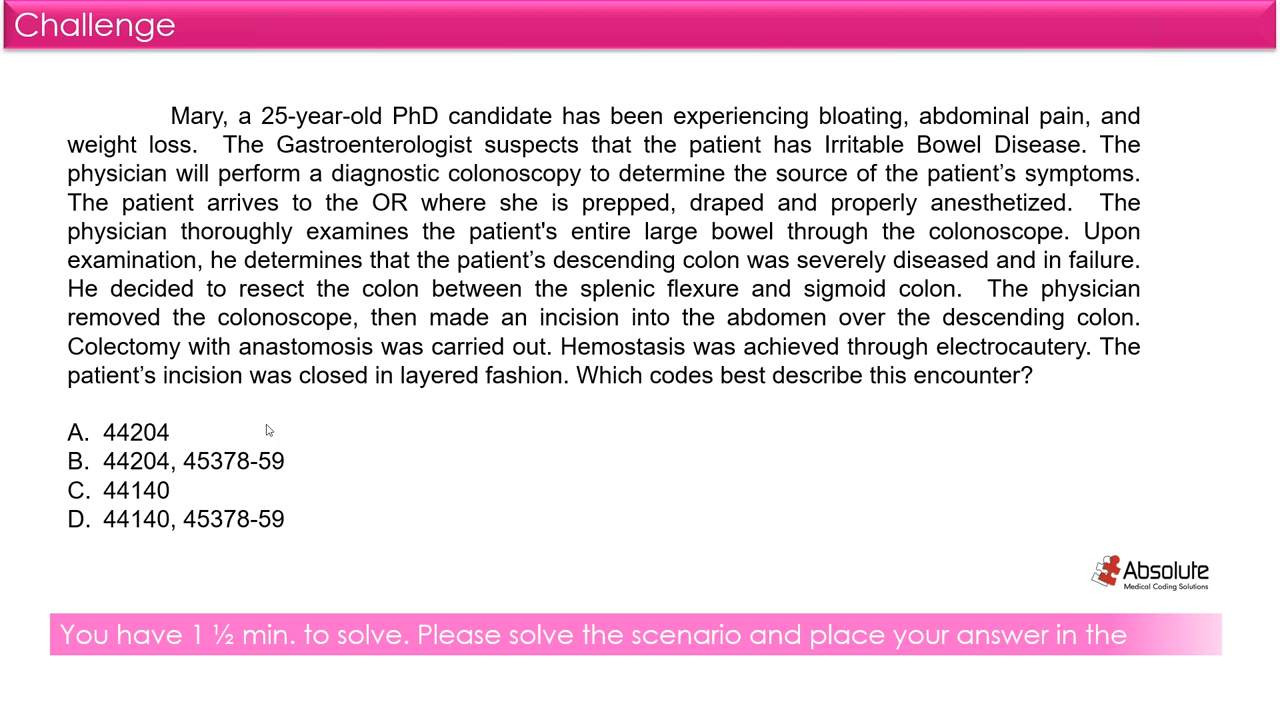 Challenge
Mary, a 25-year-old PhD candidate has been experiencing bloating, abdominal pain, and
weight loss. The Gastroenterologist suspects that the patient has Irritable Bowel Disease. The
physician will perform a diagnostic colonoscopy to determine the source of the patient’s symptoms.
The patient arrives to the OR where she is prepped, draped and properly anesthetized. The
physician thoroughly examines the patient's entire large bowel through the colonoscope. Upon
examination, he determines that the patient’s descending colon was severely diseased and in failure.
He decided to resect the colon between the splenic flexure and sigmoid colon. The physician
removed the colonoscope, then made an incision into the abdomen over the descending colon.
Colectomy with anastomosis was carried out. Hemostasis was achieved through electrocautery. The
patient’s incision was closed in layered fashion. Which codes best describe this encounter?
A. 44204
B. 44204, 45378-59
C. 44140
D. 44140, 45378-59
Absolute
Medical Coding Solutions
You have 1 ½ min. to solve. Please solve the scenario and place your answer in the